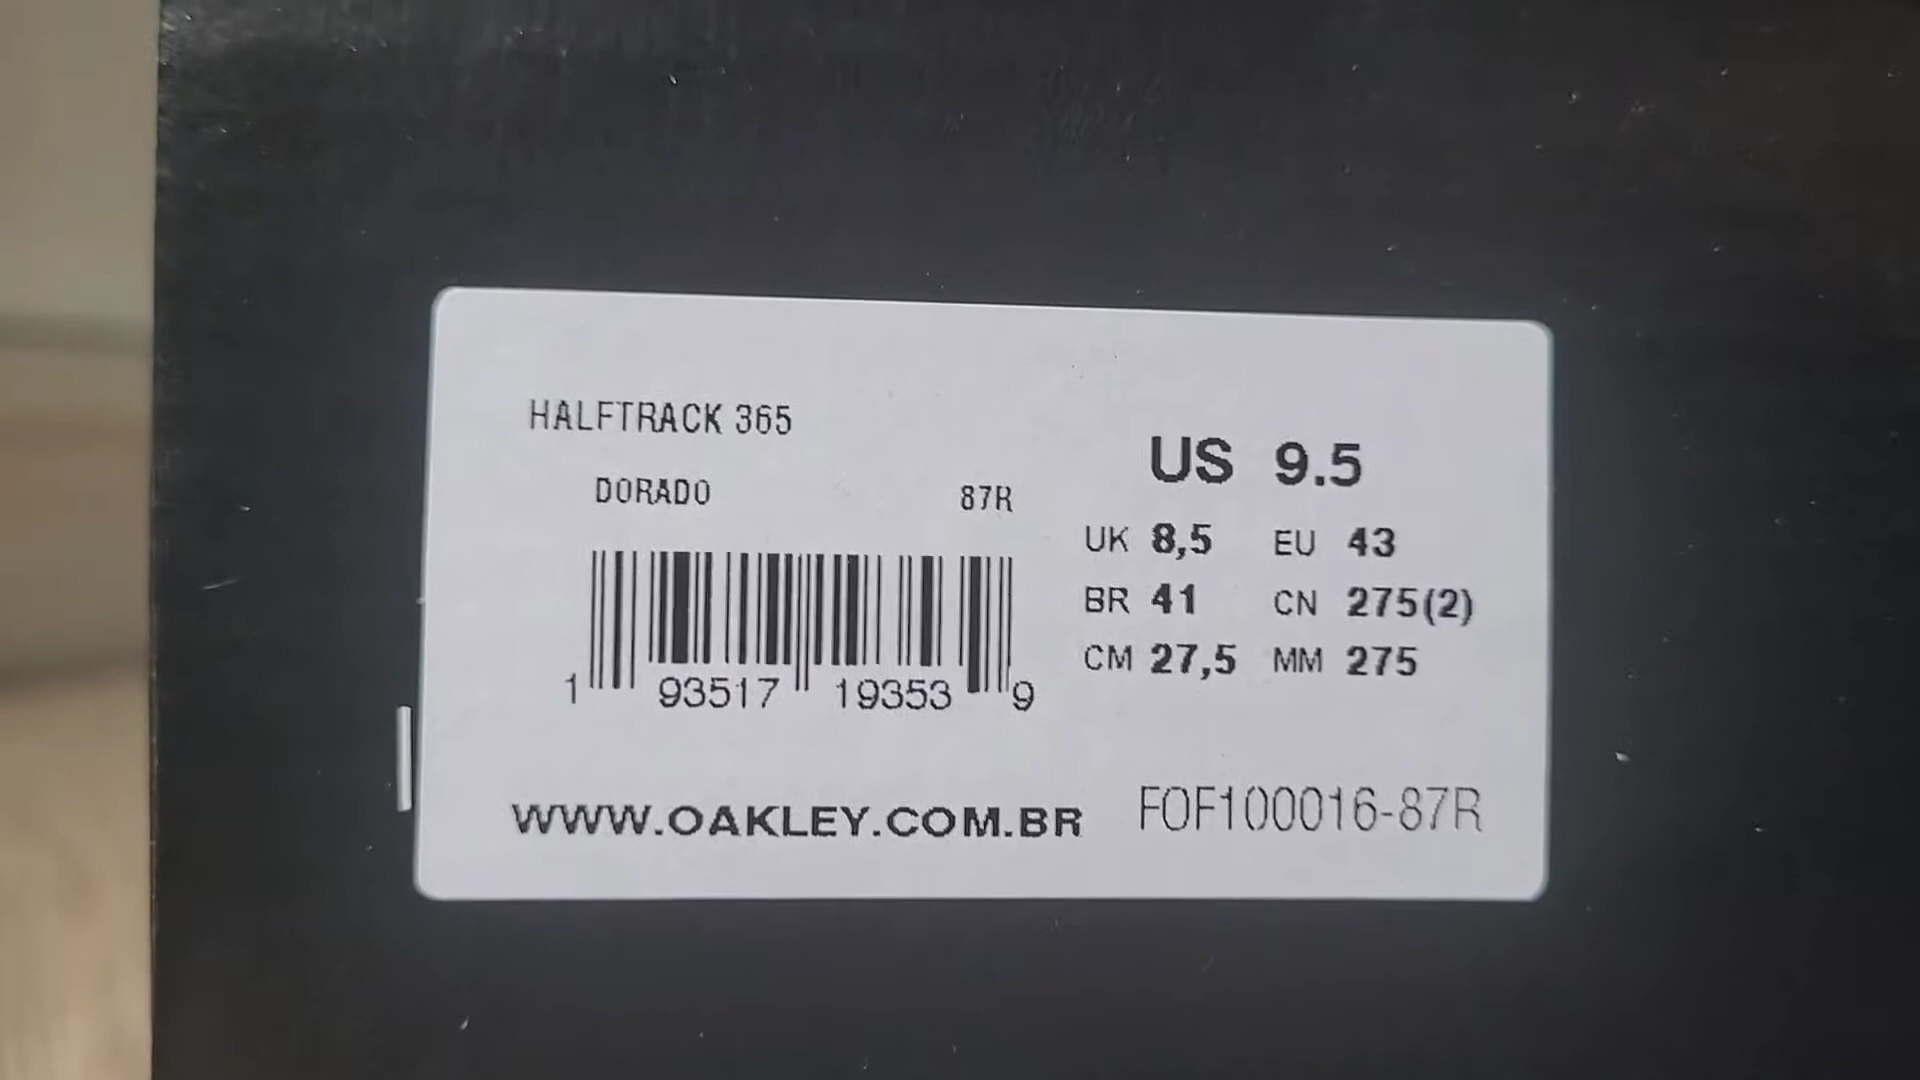 HALFTRACK 365
DORADO 87R
US 9.5
UK 8,5 EU 43
BR 41 CN 275(2)
CM 27,5 MM 275
1 93517 19353 9
WWW.OAKLEY.COM.BR FOF100016-87R